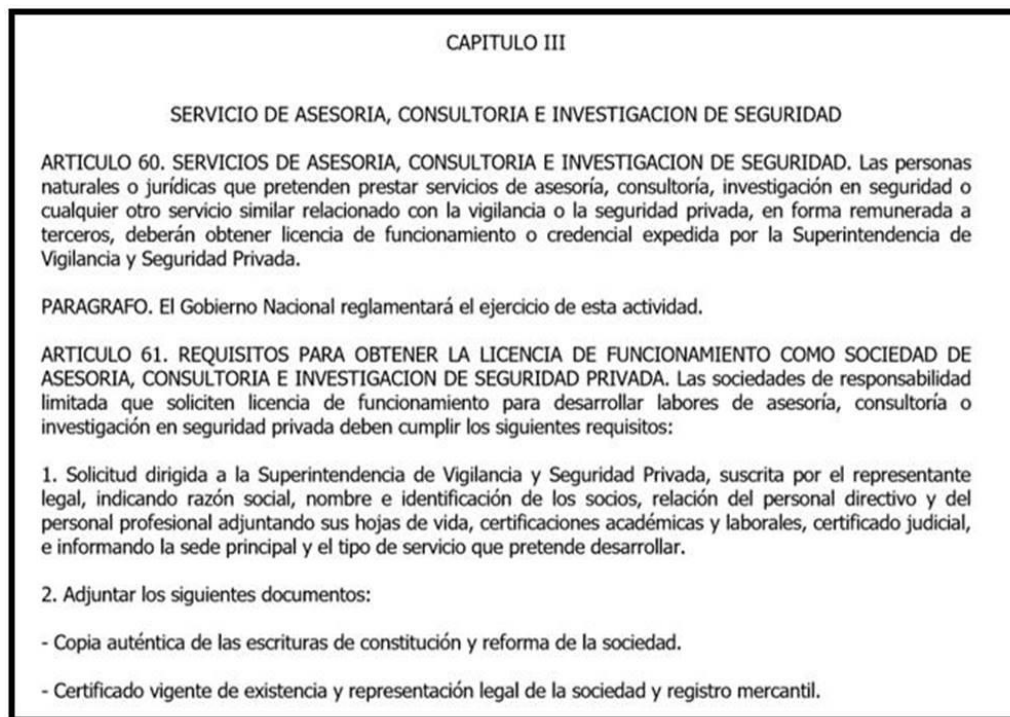 CAPITULO III
SERVICIO DE ASESORIA, CONSULTORIA E INVESTIGACION DE SEGURIDAD
ARTICULO 60. SERVICIOS DE ASESORIA, CONSULTORIA E INVESTIGACION DE SEGURIDAD. Las personas
naturales o jurídicas que pretenden prestar servicios de asesoría, consultoría, investigación en seguridad o
cualquier otro servicio similar relacionado con la vigilancia o la seguridad privada, en forma remunerada a
terceros, deberán obtener licencia de funcionamiento o credencial expedida por la Superintendencia de
Vigilancia y Seguridad Privada.
PARAGRAFO. El Gobierno Nacional reglamentará el ejercicio de esta actividad.
ARTICULO 61. REQUISITOS PARA OBTENER LA LICENCIA DE FUNCIONAMIENTO COMO SOCIEDAD DE
ASESORIA, CONSULTORIA E INVESTIGACION DE SEGURIDAD PRIVADA. Las sociedades de responsabilidad
limitada que soliciten licencia de funcionamiento para desarrollar labores de asesoría, consultoría o
investigación en seguridad privada deben cumplir los siguientes requisitos:
1. Solicitud dirigida a la Superintendencia de Vigilancia y Seguridad Privada, suscrita por el representante
legal, indicando razón social, nombre e identificación de los socios, relación del personal directivo y del
personal profesional adjuntando sus hojas de vida, certificaciones académicas y laborales, certificado judicial,
e informando la sede principal y el tipo de servicio que pretende desarrollar.
2. Adjuntar los siguientes documentos:
- Copia auténtica de las escrituras de constitución y reforma de la sociedad.
- Certificado vigente de existencia y representación legal de la sociedad y registro mercantil.